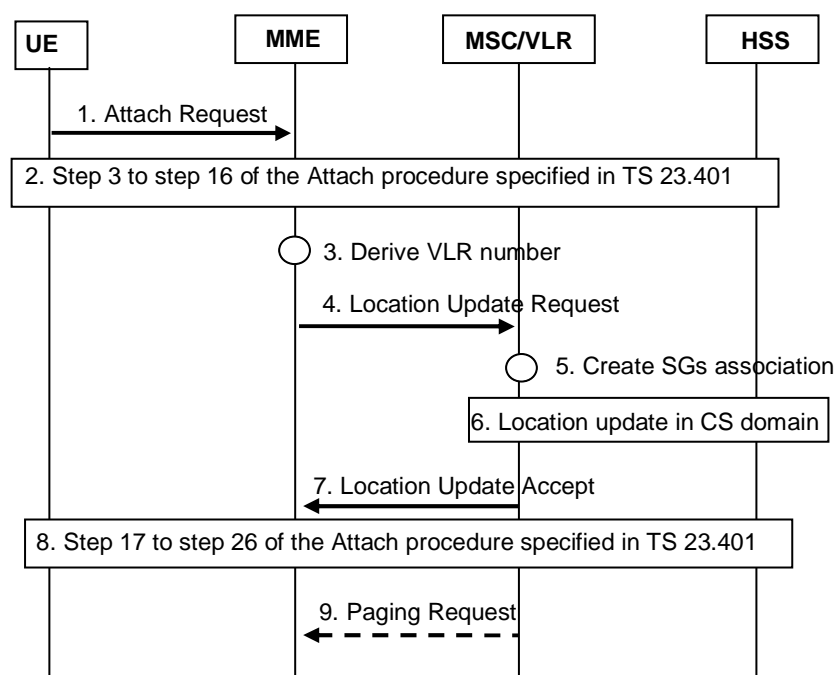 UE
MME
MSC/VLR
HSS
1. Attach Request
2. Step 3 to step 16 of the Attach procedure specified in TS 23.401
3. Derive VLR number
4. Location Update Request
5. Create SGs association
6. Location update in CS domain
7. Location Update Accept
8. Step 17 to step 26 of the Attach procedure specified in TS 23.401
9. Paging Request